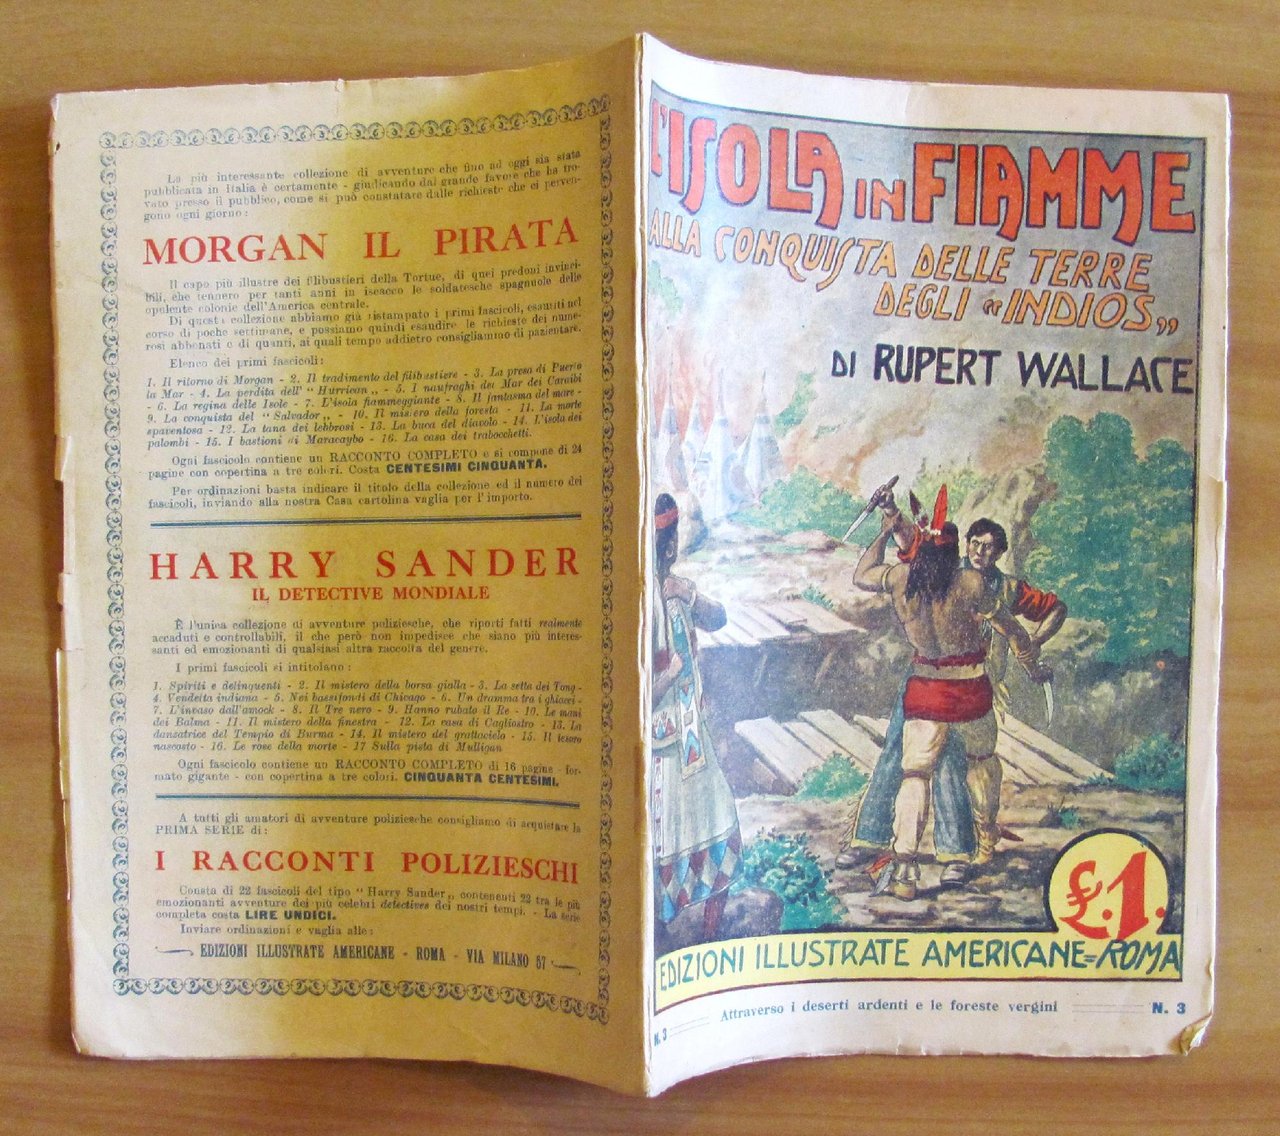 La più interessante collezione di avventure che fino ad oggi sia stata
pubblicata in Italia è certamente - giudicando dal grande favore che ha tro-
vato presso il pubblico, come si può constatare dalle richieste che ci perven-
gono ogni giorno:
MORGAN IL PIRATA
Il capo più illustre dei filibustieri della Tortue, di quei predoni invinci-
bili, che tennero per tanti anni in iscacco le soldatesche spagnuole delle
opulente colonie dell'America centrale.
Di questa collezione abbiamo già ristampato i primi fascicoli, esauriti nel
corso di poche settimane, e possiamo quindi esaudire le richieste dei nume-
rosi abbonati e di quanti, ai quali tempo addietro consigliammo di pazientare.
Elenco dei primi fascicoli:
1. Il ritorno di Morgan - 2. Il tradimento del filibustiere - 3. La presa di Puerto
la Mar - 4. La perdita dell' "Hurrican„ - 5. I naufraghi del Mar dei Caraibi
- 6. La regina delle Isole - 7. L'isola fiammeggiante - 8. Il fantasma del mare -
9. La conquista del "Salvador„ - 10. Il mistero della foresta - 11. La morte
spaventosa - 12. La tana dei lebbrosi - 13. La buca del diavolo - 14. L'isola dei
palombi - 15. I bastioni di Maracaybo - 16. La casa dei trabocchetti.
Ogni fascicolo contiene un RACCONTO COMPLETO e si compone di 24
pagine con copertina a tre colori. Costa CENTESIMI CINQUANTA.
Per ordinazioni basta indicare il titolo della collezione ed il numero dei
fascicoli, inviando alla nostra Casa cartolina vaglia per l'importo.
HARRY SANDER
IL DETECTIVE MONDIALE
È l'unica collezione di avventure poliziesche, che riporti fatti realmente
accaduti e controllabili, il che però non impedisce che siano più interes-
santi ed emozionanti di qualsiasi altra raccolta del genere.
I primi fascicoli si intitolano:
1. Spiriti e delinquenti - 2. Il mistero della borsa gialla - 3. La setta dei Tong -
4. Vendetta indiana - 5. Nei bassifondi di Chicago - 6. Un dramma tra i ghiacci -
7. L'invaso dall'amock - 8. Il Tre nero - 9. Hanno rubato il Re - 10. Le mani
dei Balma - 11. Il mistero della finestra - 12. La casa di Cagliostro - 13. La
danzatrice del Tempio di Burma - 14. Il mistero del grattacielo - 15. Il tesoro
nascosto - 16. Le rose della morte - 17 Sulla pista di Mulligan
Ogni fascicolo contiene un RACCONTO COMPLETO di 16 pagine - for-
mato gigante - con copertina a tre colori. CINQUANTA CENTESIMI.
A tutti gli amatori di avventure poliziesche consigliamo di acquistare la
PRIMA SERIE di:
I RACCONTI POLIZIESCHI
Consta di 22 fascicoli del tipo "Harry Sander„ contenenti 22 tra le più
emozionanti avventure dei più celebri detectives dei nostri tempi. - La serie
completa costa LIRE UNDICI.
Inviare ordinazioni e vaglia alle:
EDIZIONI ILLUSTRATE AMERICANE - ROMA - VIA MILANO 37
L'ISOLA IN FIAMME
ALLA CONQUISTA DELLE TERRE
DEGLI "INDIOS„
DI RUPERT WALLACE
£.1.
EDIZIONI ILLUSTRATE AMERICANE=ROMA
N. 3 Attraverso i deserti ardenti e le foreste vergini N. 3